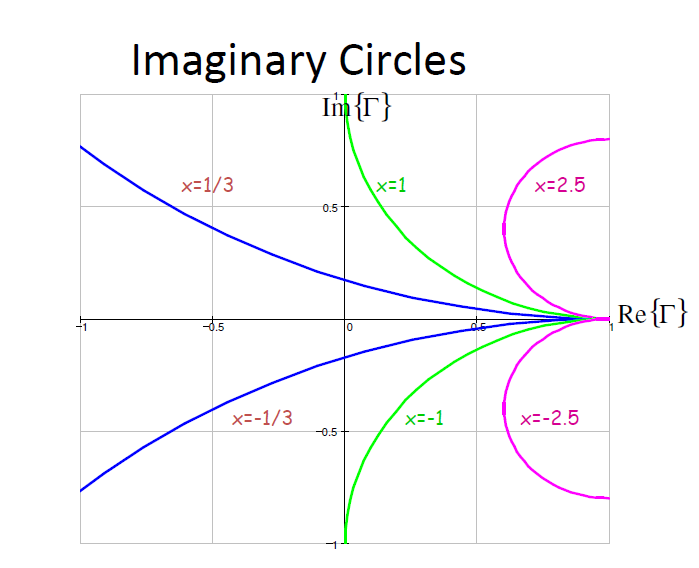 Imaginary Circles
1
Im{Γ}
x=1/3
x=1
x=2.5
0.5
Re{Γ}
−1
−0.5
0
0.5
1
x=-1/3
x=-1
x=-2.5
−0.5
−1